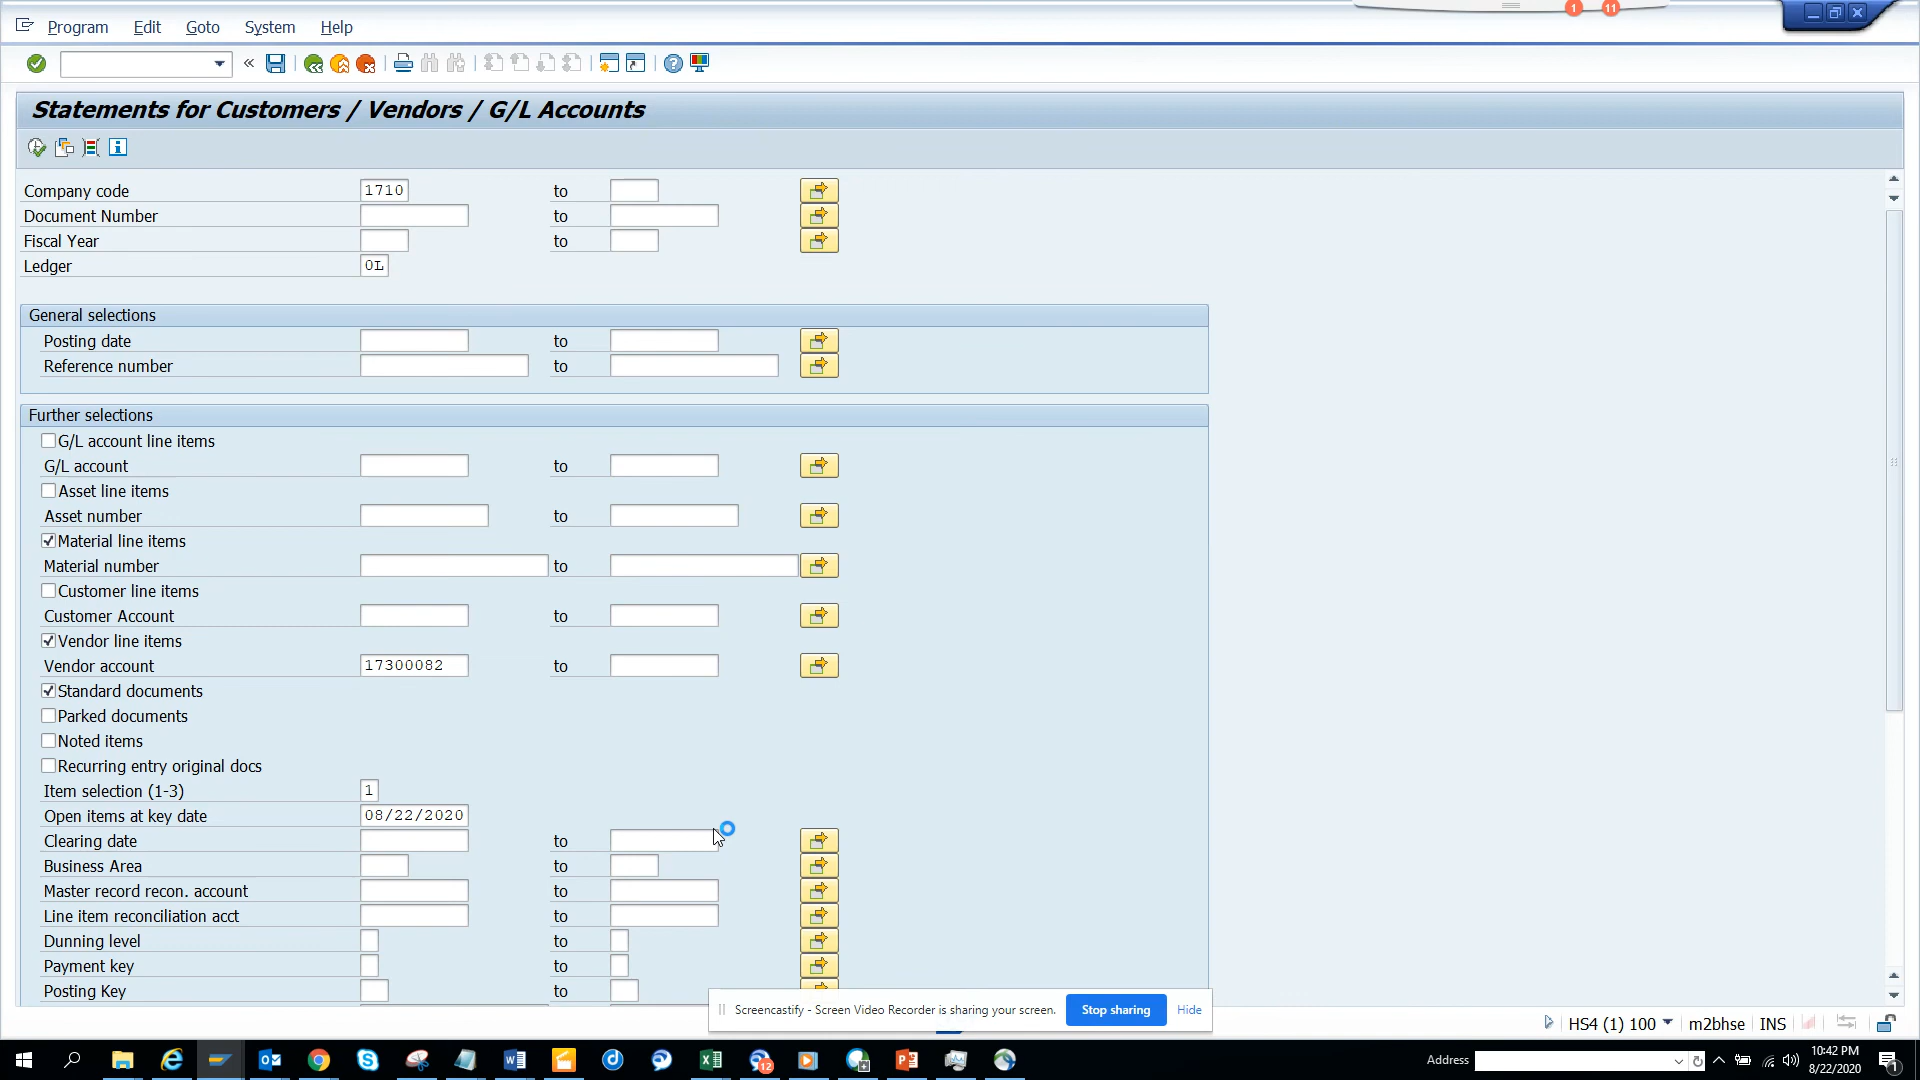 1 11
Program Edit Goto System Help
Statements for Customers / Vendors / G/L Accounts
Company code 1710 to
Document Number to
Fiscal Year to
Ledger 0L
General selections
Posting date to
Reference number to
Further selections
G/L account line items
G/L account to
Asset line items
Asset number to
Material line items
Material number to
Customer line items
Customer Account to
Vendor line items
Vendor account 17300082 to
Standard documents
Parked documents
Noted items
Recurring entry original docs
Item selection (1-3) 1
Open items at key date 08/22/2020
Clearing date to
Business Area to
Master record recon. account to
Line item reconciliation acct to
Dunning level to
Payment key to
Posting Key to
Screencastify - Screen Video Recorder is sharing your screen. Stop sharing Hide
HS4 (1) 100 m2bhse INS
12
Address
10:42 PM
8/22/2020
1